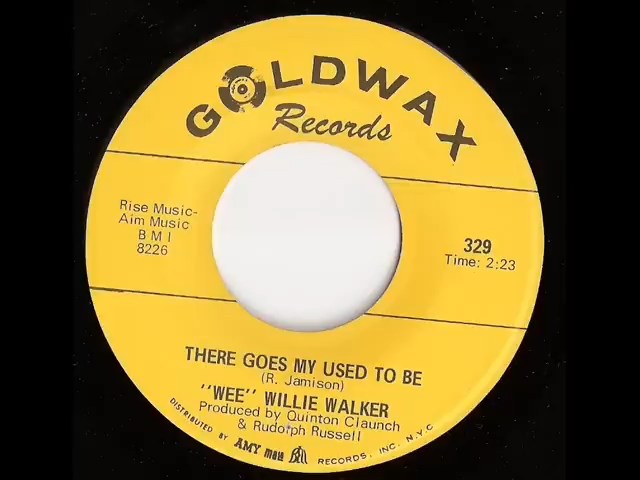 GOLDWAX
Records
Rise Music-
Aim Music
B M I
8226
329
Time: 2:23
THERE GOES MY USED TO BE
(R. Jamison)
"WEE" WILLIE WALKER
Produced by Quinton Claunch
& Rudolph Russell
DISTRIBUTED BY AMY mala BELL RECORDS, INC. N.Y.C.